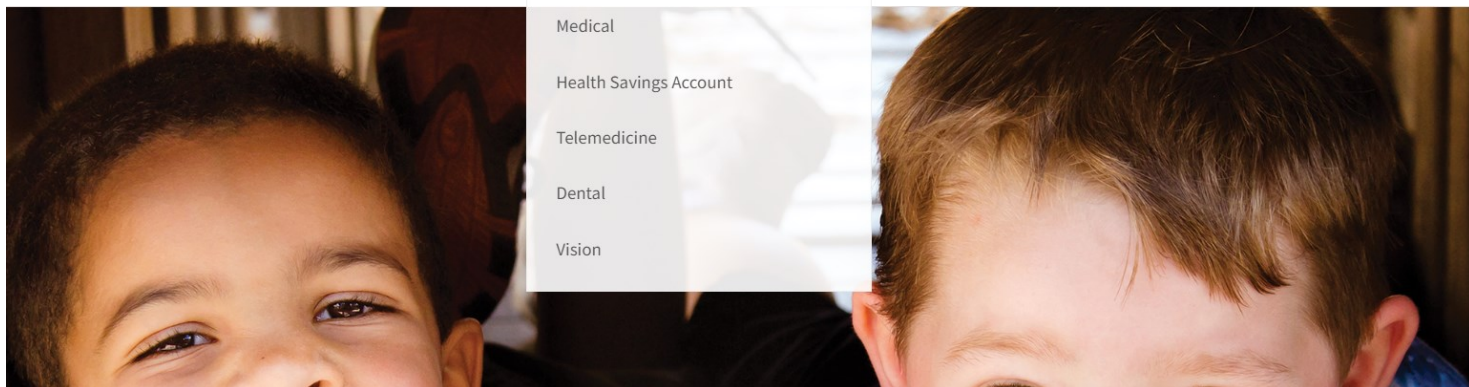 Medical
Health Savings Account
Telemedicine
Dental
Vision